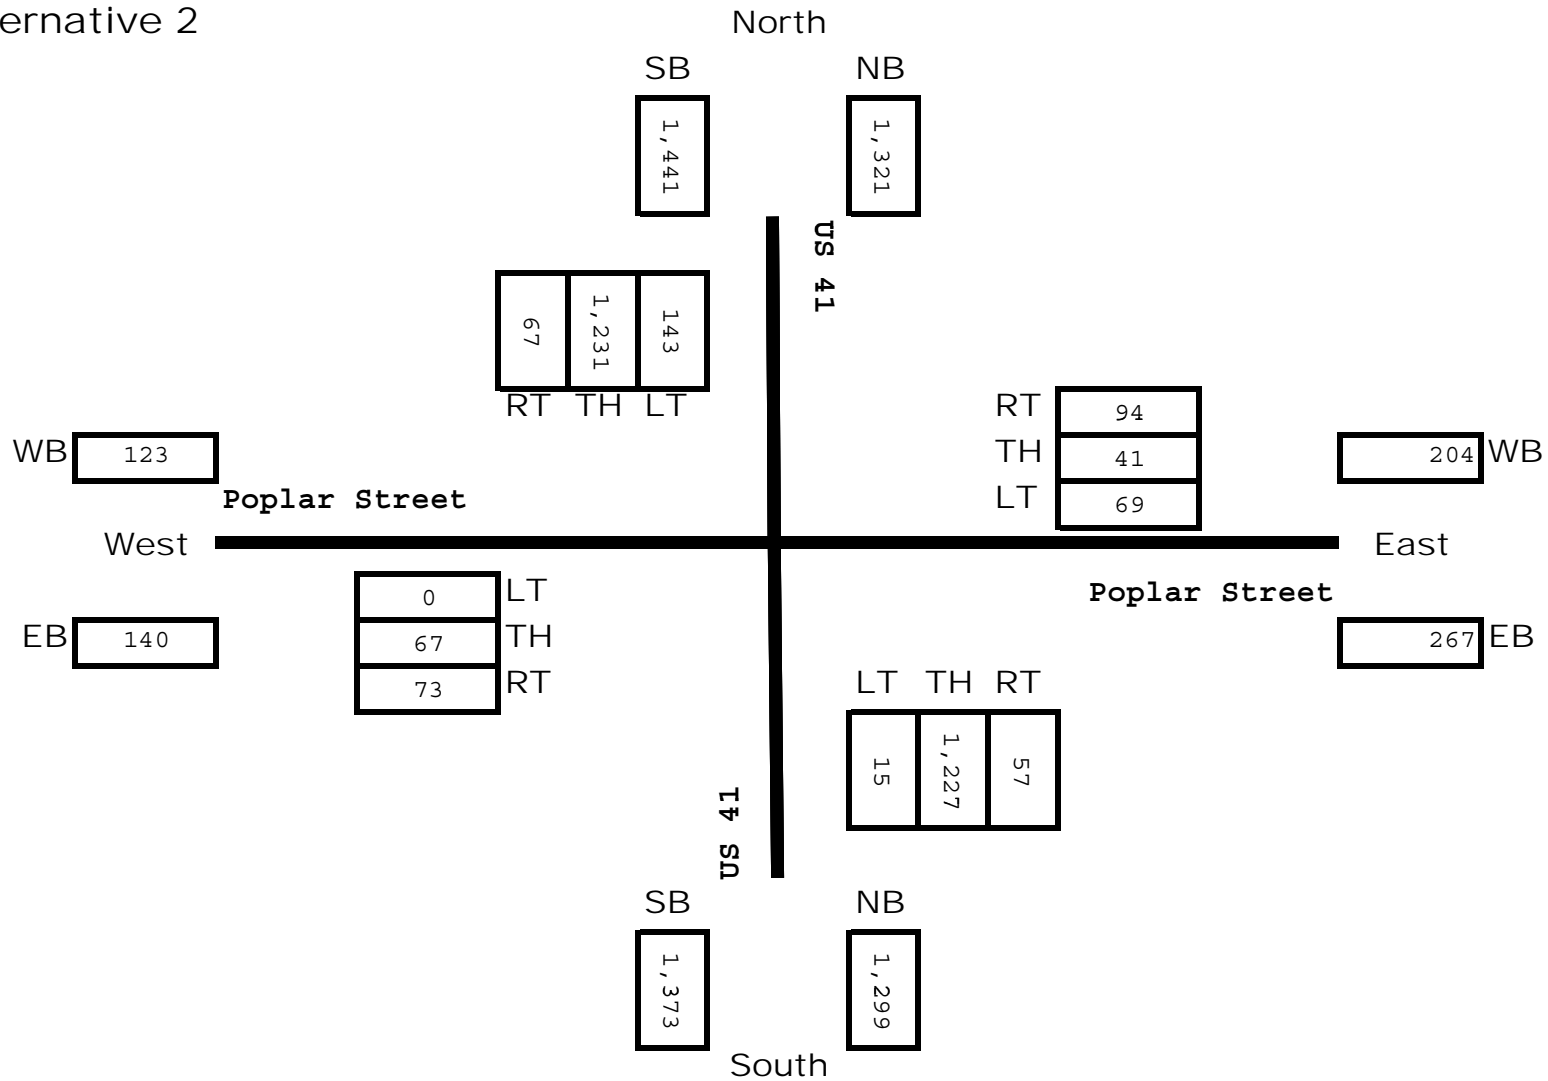 ernative 2
North
SB NB
1,441 1,321
US 41
67 1,231 143
RT TH LT
RT 94
TH 41
LT 69
WB 123
204 WB
Poplar Street
West East
Poplar Street
0 LT
67 TH
73 RT
EB 140
267 EB
LT TH RT
15 1,227 57
US 41
SB NB
1,373 1,299
South